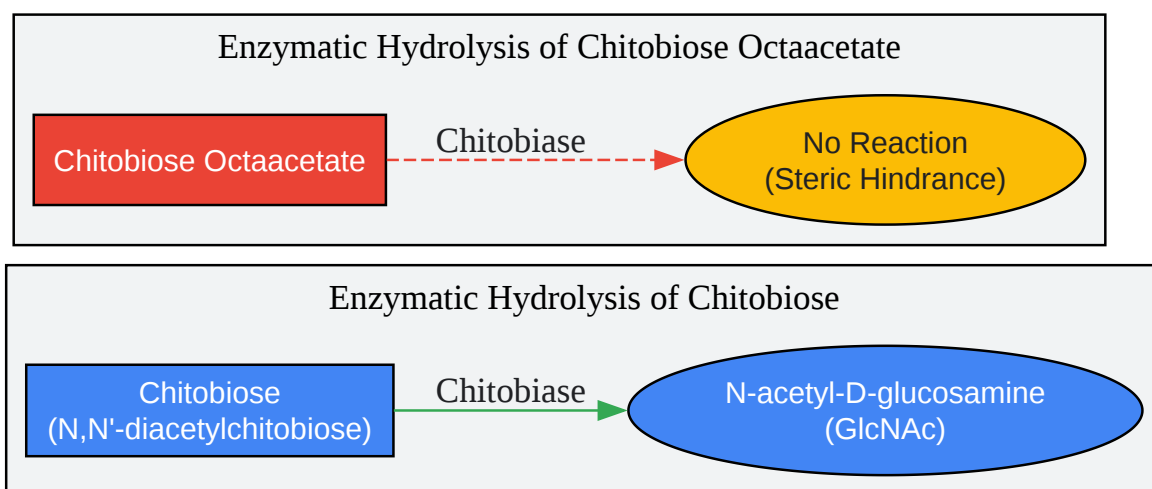 Enzymatic Hydrolysis of Chitobiose Octaacetate
Chitobiose Octaacetate
Chitobiase
No Reaction
(Steric Hindrance)
Enzymatic Hydrolysis of Chitobiose
Chitobiose
(N,N'-diacetylchitobiose)
Chitobiase
N-acetyl-D-glucosamine
(GlcNAc)